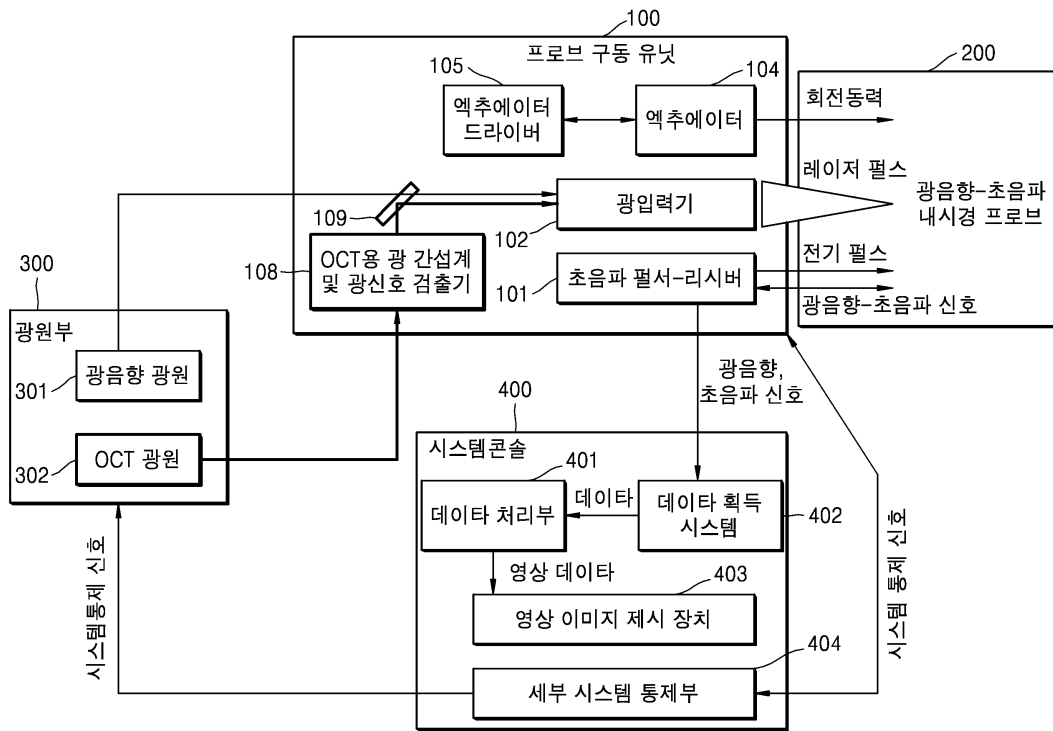 100
프로브 구동 유닛
105
엑추에이터
드라이버
104
엑추에이터
200
회전동력
레이저 펄스
광음향-초음파
내시경 프로브
109
광입력기
102
전기 펄스
300
108
OCT용 광 간섭계
및 광신호 검출기
101
초음파 펄서-리시버
광음향-초음파 신호
광원부
301
광음향 광원
302
OCT 광원
광음향,
초음파 신호
400
시스템콘솔
401
데이타 처리부
데이타
데이타 획득
시스템
402
영상 데이타
403
영상 이미지 제시 장치
404
세부 시스템 통제부
시스템통제 신호
시스템 통제 신호